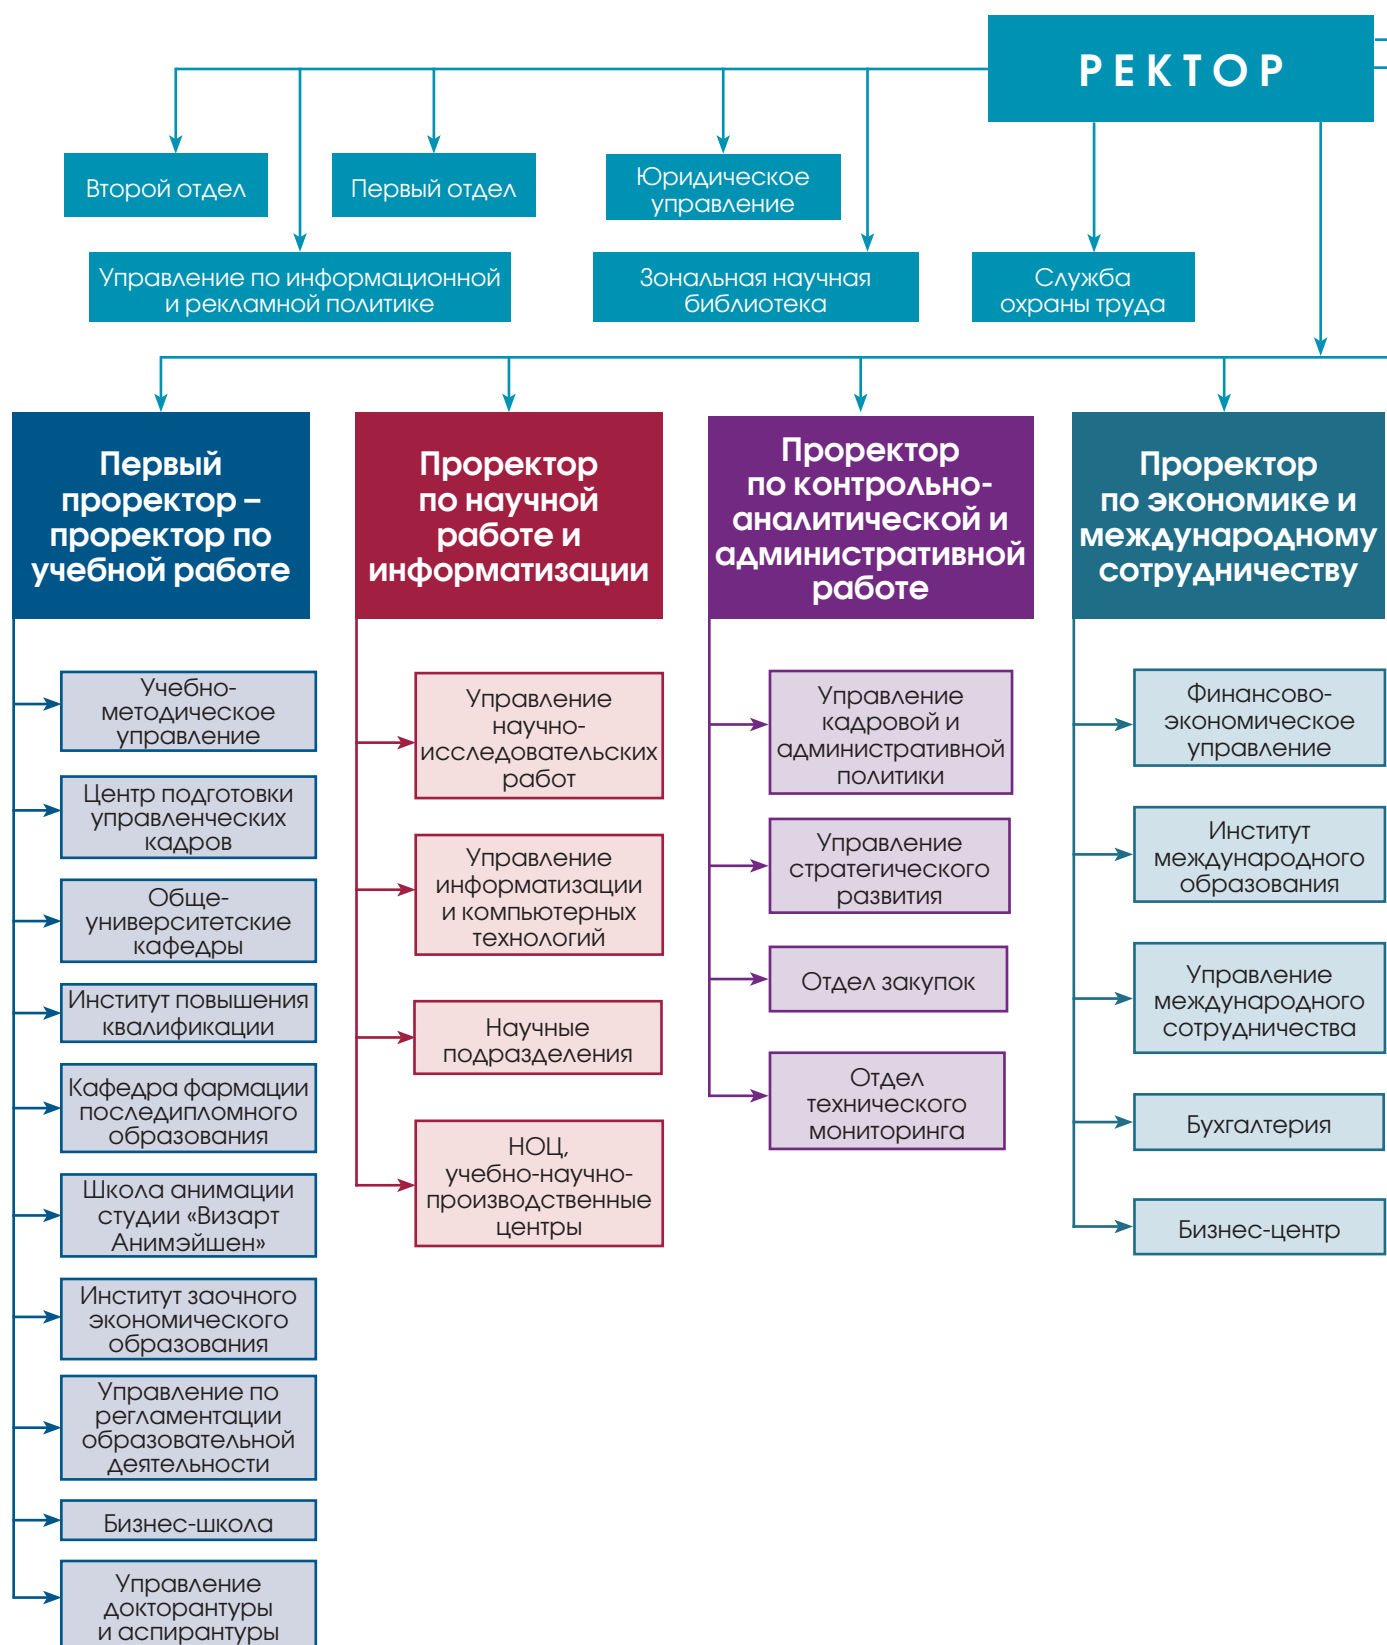 РЕКТОР
Второй отдел
Первый отдел
Юридическое
управление
Управление по информационной
и рекламной политике
Зональная научная
библиотека
Служба
охраны труда
Первый
проректор –
проректор по
учебной работе
Учебно-
методическое
управление
Центр подготовки
управленческих
кадров
Обще-
университетские
кафедры
Институт повышения
квалификации
Кафедра фармации
последипломного
образования
Школа анимации
студии «Визарт
Анимэйшен»
Институт заочного
экономического
образования
Управление по
регламентации
образовательной
деятельности
Бизнес-школа
Управление
докторантуры
и аспирантуры
Проректор
по научной
работе и
информатизации
Управление
научно-
исследовательских
работ
Управление
информатизации
и компьютерных
технологий
Научные
подразделения
НОЦ,
учебно-научно-
производственные
центры
Проректор
по контрольно-
аналитической и
административной
работе
Управление
кадровой и
административной
политики
Управление
стратегического
развития
Отдел закупок
Отдел
технического
мониторинга
Проректор
по экономике и
международному
сотрудничеству
Финансово-
экономическое
управление
Институт
международного
образования
Управление
международного
сотрудничества
Бухгалтерия
Бизнес-центр